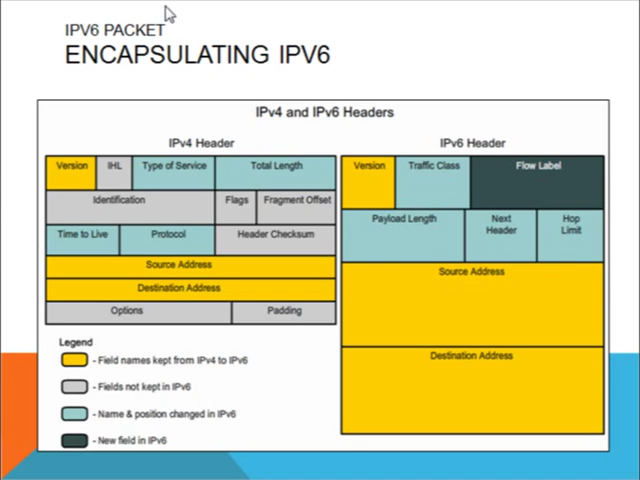 IPV6 PACKET
ENCAPSULATING IPV6
IPv4 and IPv6 Headers
IPv4 Header
Version IHL Type of Service Total Length
Identification Flags Fragment Offset
Time to Live Protocol Header Checksum
Source Address
Destination Address
Options Padding
IPv6 Header
Version Traffic Class Flow Label
Payload Length Next Header Hop Limit
Source Address
Destination Address
Legend
- Field names kept from IPv4 to IPv6
- Fields not kept in IPv6
- Name & position changed in IPv6
- New field in IPv6